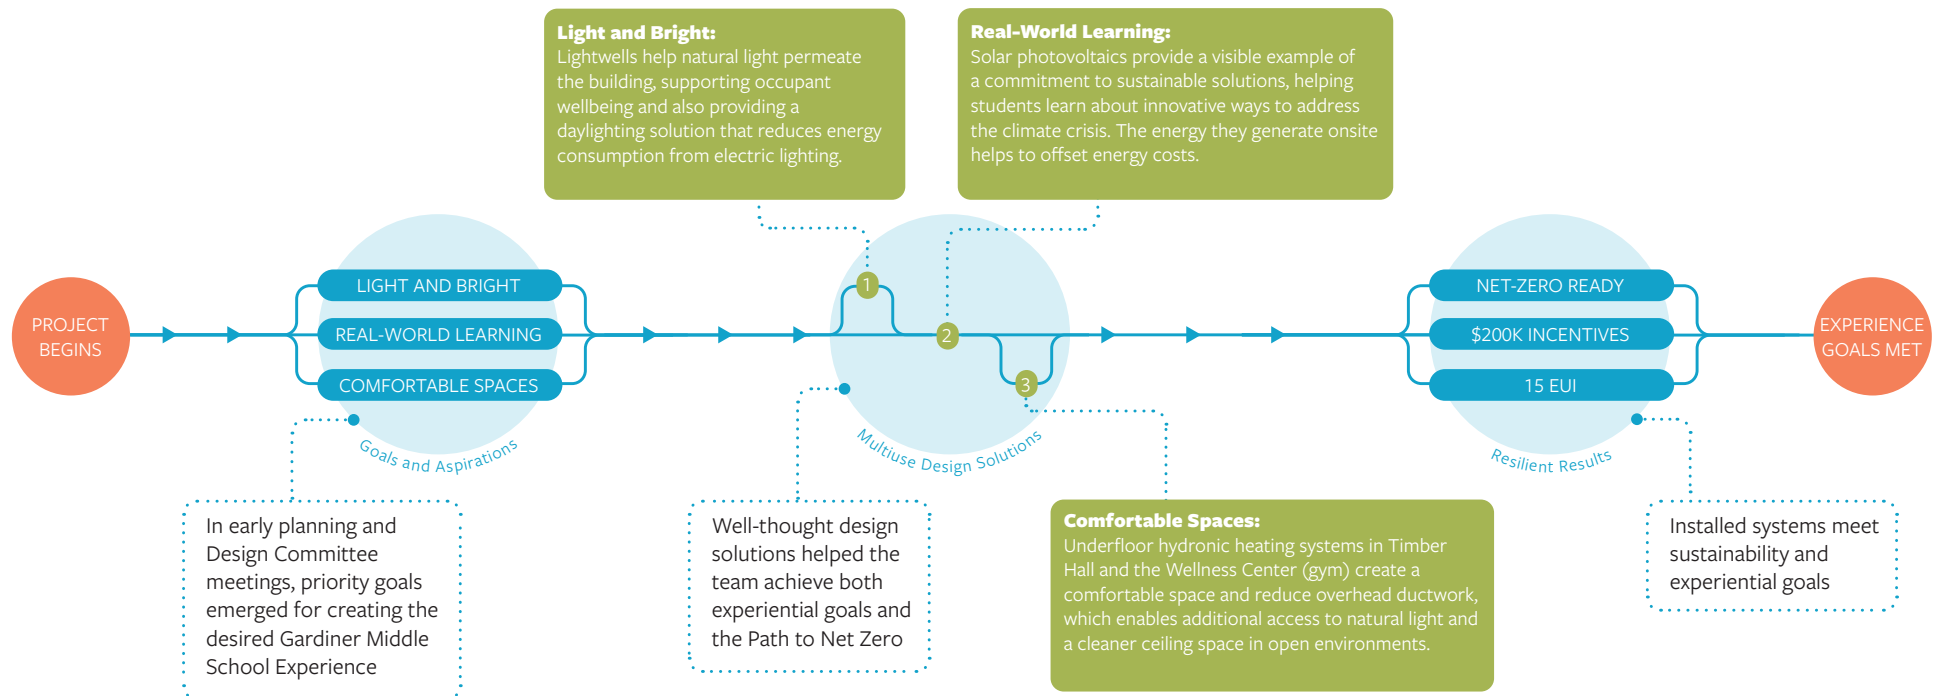 Light and Bright:
Lightwells help natural light permeate
the building, supporting occupant
wellbeing and also providing a
daylighting solution that reduces energy
consumption from electric lighting.
Real-World Learning:
Solar photovoltaics provide a visible example of
a commitment to sustainable solutions, helping
students learn about innovative ways to address
the climate crisis. The energy they generate onsite
helps to offset energy costs.
PROJECT
BEGINS
LIGHT AND BRIGHT
REAL-WORLD LEARNING
COMFORTABLE SPACES
Goals and Aspirations
1
2
3
Multiuse Design Solutions
NET-ZERO READY
$200K INCENTIVES
15 EUI
Resilient Results
EXPERIENCE
GOALS MET
In early planning and
Design Committee
meetings, priority goals
emerged for creating the
desired Gardiner Middle
School Experience
Well-thought design
solutions helped the
team achieve both
experiential goals and
the Path to Net Zero
Comfortable Spaces:
Underfloor hydronic heating systems in Timber
Hall and the Wellness Center (gym) create a
comfortable space and reduce overhead ductwork,
which enables additional access to natural light and
a cleaner ceiling space in open environments.
Installed systems meet
sustainability and
experiential goals